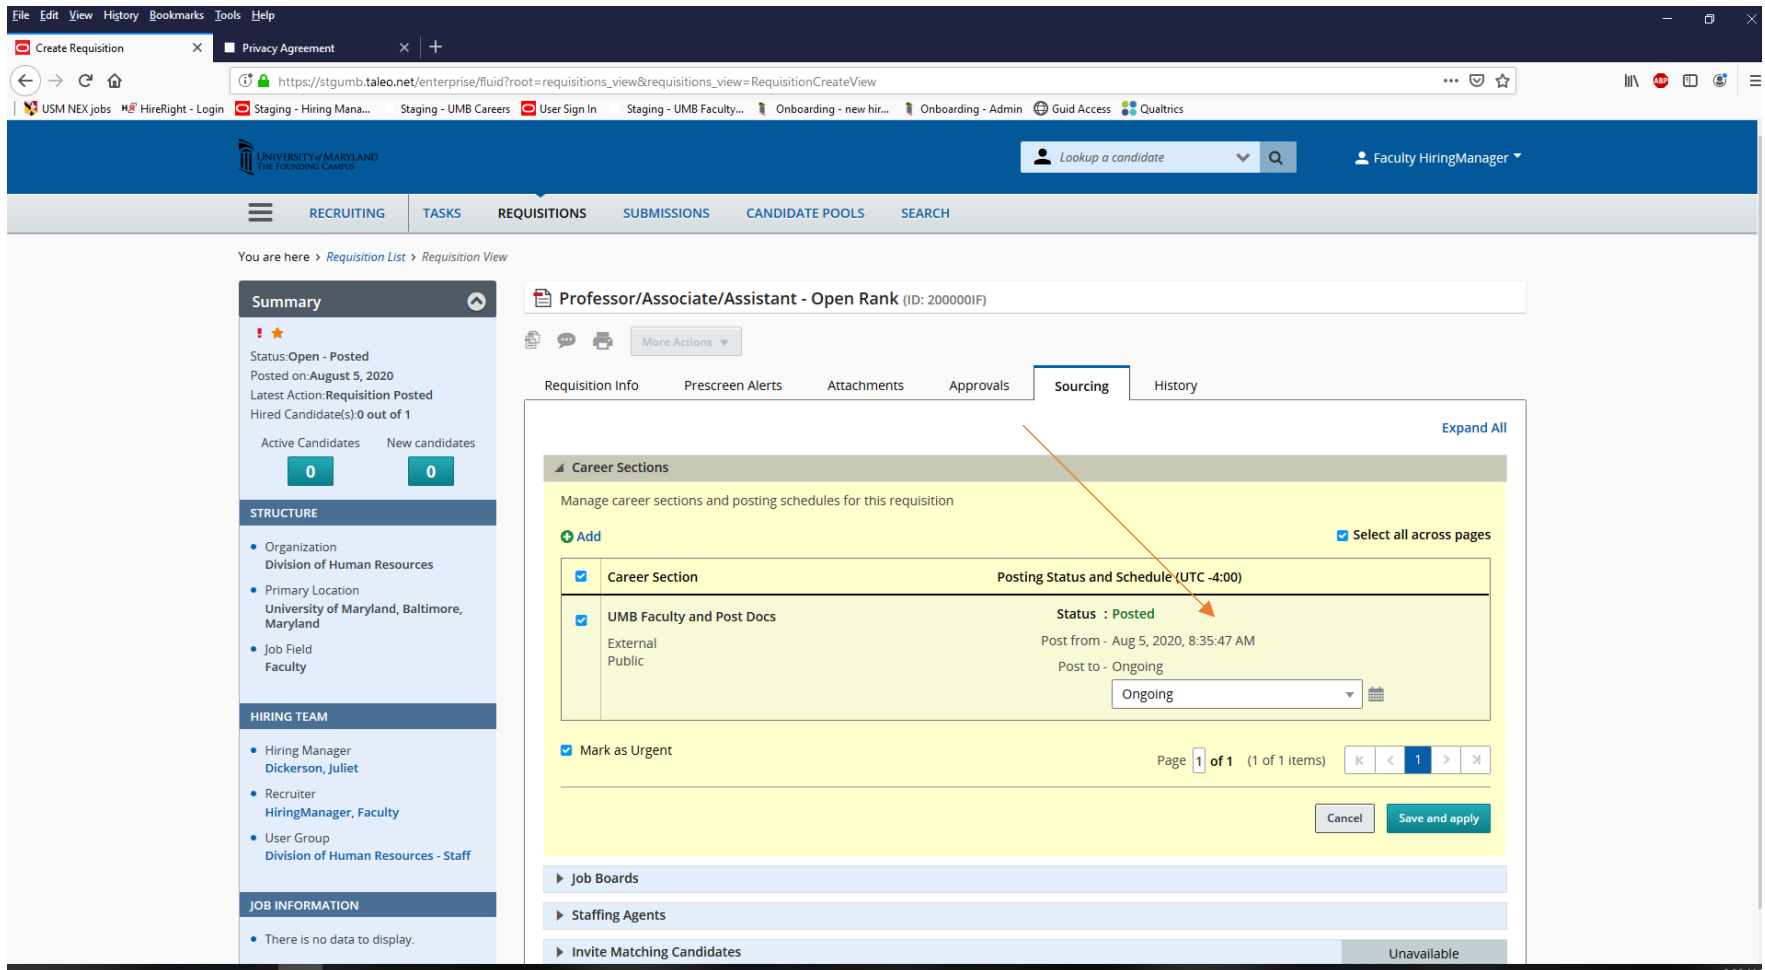 File Edit View History Bookmarks Tools Help
Create Requisition
Privacy Agreement
https://stgumb.taleo.net/enterprise/fluid?root=requisitions_view&requisitions_view=RequisitionCreateView
USM NEX jobs HR HireRight - Login Staging - Hiring Mana... Staging - UMB Careers User Sign In Staging - UMB Faculty... Onboarding - new hir... Onboarding - Admin Guid Access Qualtrics
UNIVERSITY of MARYLAND
THE FOUNDING CAMPUS
Lookup a candidate
Faculty HiringManager
RECRUITING TASKS REQUISITIONS SUBMISSIONS CANDIDATE POOLS SEARCH
You are here > Requisition List > Requisition View
Summary
Status:Open - Posted
Posted on:August 5, 2020
Latest Action:Requisition Posted
Hired Candidate(s):0 out of 1
Active Candidates New candidates
0 0
STRUCTURE
Organization
Division of Human Resources
Primary Location
University of Maryland, Baltimore,
Maryland
Job Field
Faculty
HIRING TEAM
Hiring Manager
Dickerson, Juliet
Recruiter
HiringManager, Faculty
User Group
Division of Human Resources - Staff
JOB INFORMATION
There is no data to display.
Professor/Associate/Assistant - Open Rank (ID: 200000IF)
More Actions
Requisition Info Prescreen Alerts Attachments Approvals Sourcing History
Expand All
Career Sections
Manage career sections and posting schedules for this requisition
Add
Select all across pages
Career Section Posting Status and Schedule (UTC -4:00)
UMB Faculty and Post Docs
External
Public
Status : Posted
Post from - Aug 5, 2020, 8:35:47 AM
Post to - Ongoing
Ongoing
Mark as Urgent
Page 1 of 1 (1 of 1 items) K < 1 > X
Cancel Save and apply
Job Boards
Staffing Agents
Invite Matching Candidates Unavailable